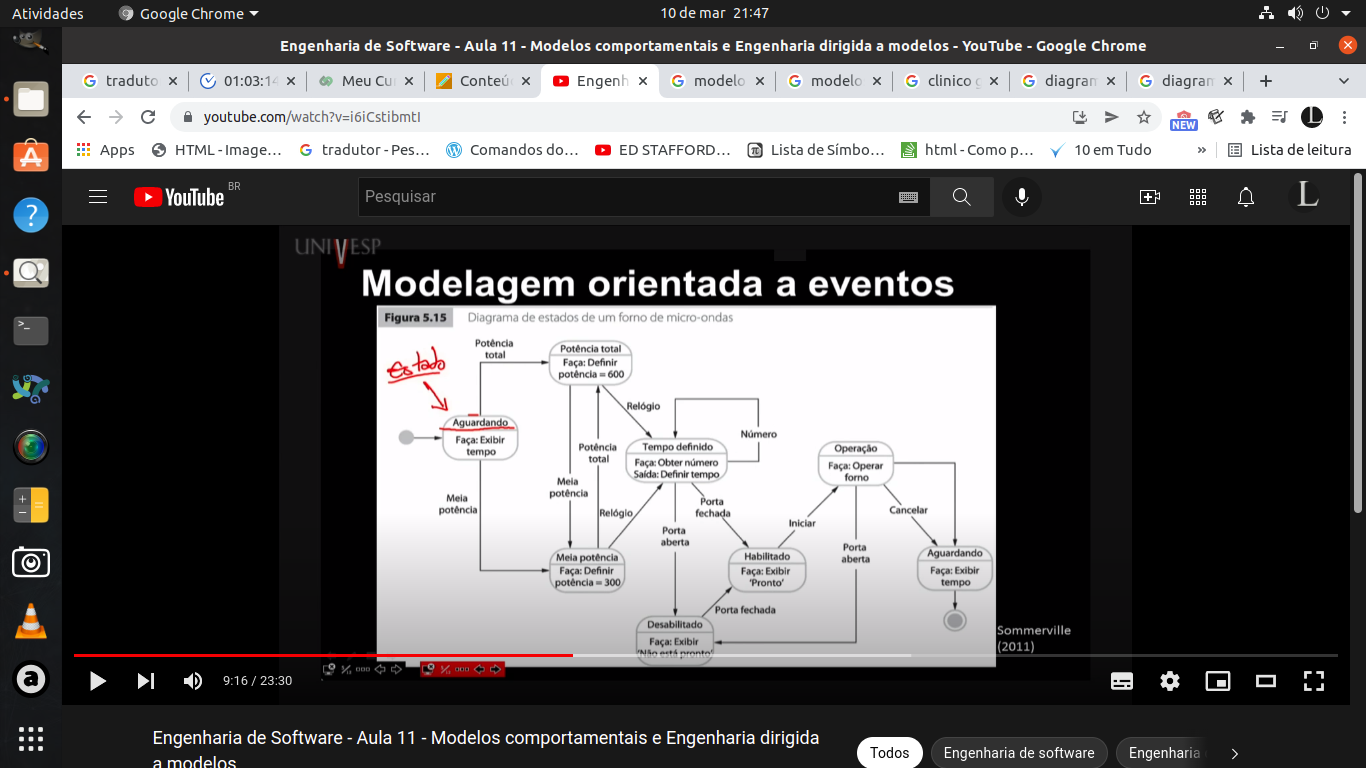 Atividades
Google Chrome
10 de mar 21:47
Engenharia de Software - Aula 11 - Modelos comportamentais e Engenharia dirigida a modelos - YouTube - Google Chrome
traduto
01:03:14
Meu Cu
Conteú
Engenh
modelo
modelo
clinico g
diagram
diagram
youtube.com/watch?v=i6iCstibmtI
NEW
L
Apps
HTML - Image...
tradutor - Pes...
Comandos do...
ED STAFFORD...
Lista de Símbo...
html - Como p...
10 em Tudo
»
Lista de leitura
YouTube BR
Pesquisar
L
UNIVESP
Modelagem orientada a eventos
Figura 5.15 Diagrama de estados de um forno de micro-ondas
Estado
Potência
total
Potência total
Faça: Definir
potência = 600
Aguardando
Faça: Exibir
tempo
Relógio
Número
Potência
total
Tempo definido
Faça: Obter número
Saída: Definir tempo
Operação
Faça: Operar
forno
Meia
potência
Meia
potência
Relógio
Porta
fechada
Porta
aberta
Iniciar
Cancelar
Porta
aberta
Meia potência
Faça: Definir
potência = 300
Habilitado
Faça: Exibir
'Pronto'
Aguardando
Faça: Exibir
tempo
Porta fechada
Desabilitado
Faça: Exibir
'Não está pronto'
Sommerville
(2011)
9:16 / 23:30
Engenharia de Software - Aula 11 - Modelos comportamentais e Engenharia dirigida
a modelos
Todos
Engenharia de software
Engenharia